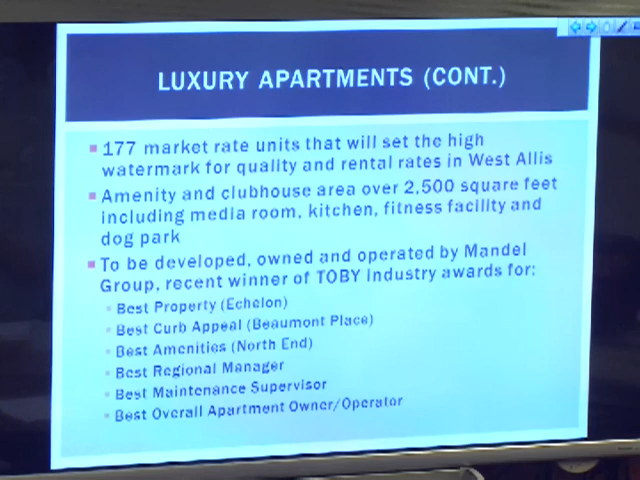 LUXURY APARTMENTS (CONT.)
177 market rate units that will set the high
watermark for quality and rental rates in West Allis
Amenity and clubhouse area over 2,500 square feet
including media room, kitchen, fitness facility and
dog park
To be developed, owned and operated by Mandel
Group, recent winner of TOBY industry awards for:
Best Property (Echelon)
Best Curb Appeal (Beaumont Place)
Best Amenities (North End)
Best Regional Manager
Best Maintenance Supervisor
Best Overall Apartment Owner/Operator